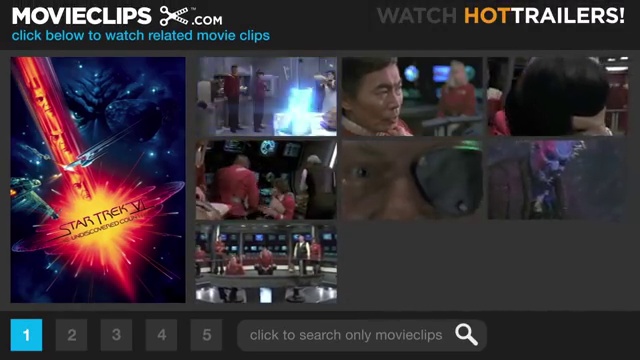 MOVIECLIPS .COM
WATCH HOTTRAILERS!
click below to watch related movie clips
STAR TREK VI
THE UNDISCOVERED COUNTRY
1 2 3 4 5 click to search only movieclips